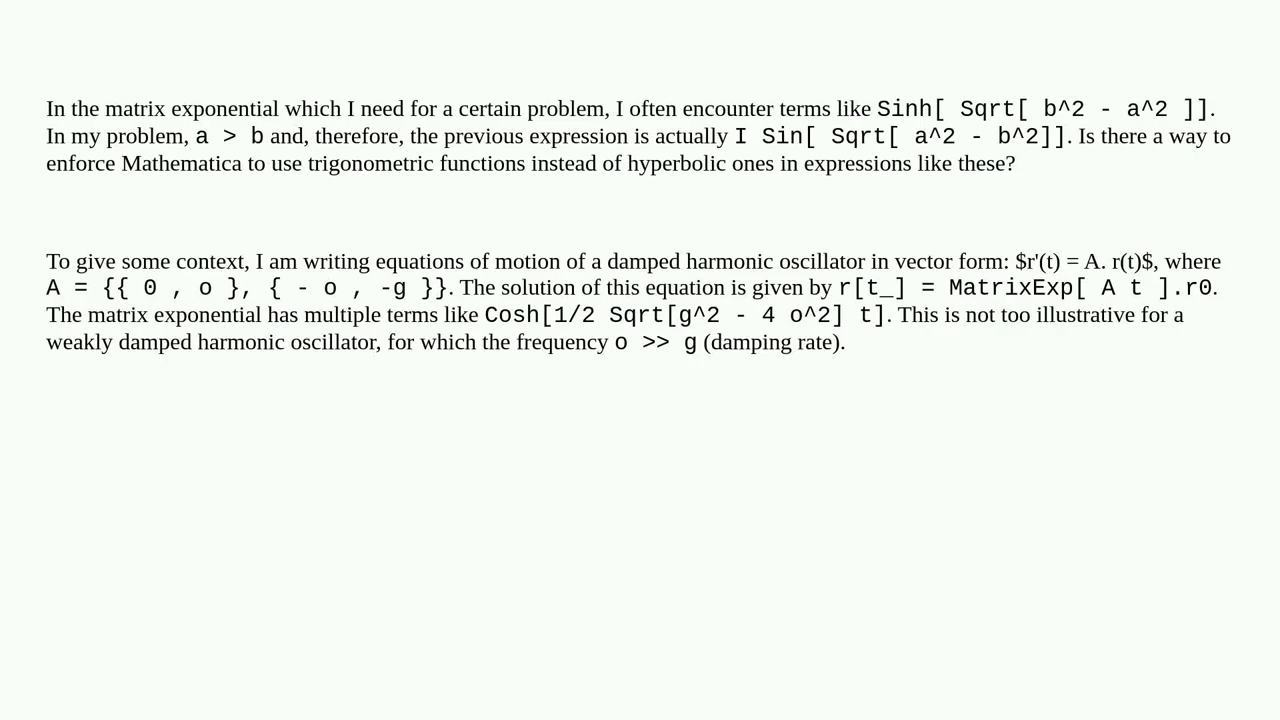 In the matrix exponential which I need for a certain problem, I often encounter terms like Sinh[ Sqrt[ b^2 - a^2 ]].
In my problem, a > b and, therefore, the previous expression is actually I Sin[ Sqrt[ a^2 - b^2]]. Is there a way to
enforce Mathematica to use trigonometric functions instead of hyperbolic ones in expressions like these?
To give some context, I am writing equations of motion of a damped harmonic oscillator in vector form: $r'(t) = A. r(t)$, where
A = {{ 0 , o }, { - o , -g }}. The solution of this equation is given by r[t_] = MatrixExp[ A t ].r0.
The matrix exponential has multiple terms like Cosh[1/2 Sqrt[g^2 - 4 o^2] t]. This is not too illustrative for a
weakly damped harmonic oscillator, for which the frequency o >> g (damping rate).